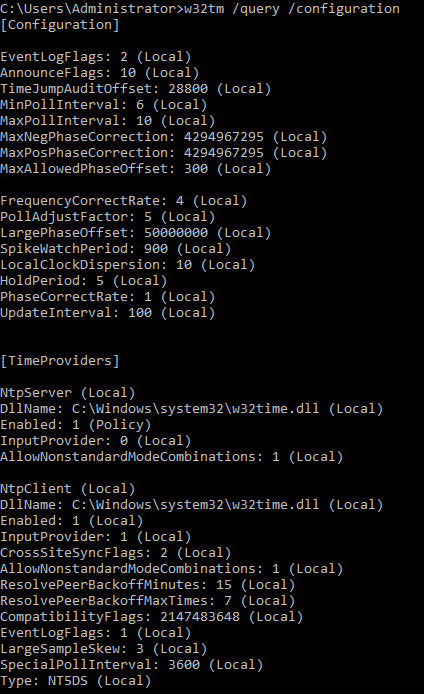 C:\Users\Administrator>w32tm /query /configuration
[Configuration]
EventLogFlags: 2 (Local)
AnnounceFlags: 10 (Local)
TimeJumpAuditOffset: 28800 (Local)
MinPollInterval: 6 (Local)
MaxPollInterval: 10 (Local)
MaxNegPhaseCorrection: 4294967295 (Local)
MaxPosPhaseCorrection: 4294967295 (Local)
MaxAllowedPhaseOffset: 300 (Local)
FrequencyCorrectRate: 4 (Local)
PollAdjustFactor: 5 (Local)
LargePhaseOffset: 50000000 (Local)
SpikeWatchPeriod: 900 (Local)
LocalClockDispersion: 10 (Local)
HoldPeriod: 5 (Local)
PhaseCorrectRate: 1 (Local)
UpdateInterval: 100 (Local)
[TimeProviders]
NtpServer (Local)
DllName: C:\Windows\system32\w32time.dll (Local)
Enabled: 1 (Policy)
InputProvider: 0 (Local)
AllowNonstandardModeCombinations: 1 (Local)
NtpClient (Local)
DllName: C:\Windows\system32\w32time.dll (Local)
Enabled: 1 (Local)
InputProvider: 1 (Local)
CrossSiteSyncFlags: 2 (Local)
AllowNonstandardModeCombinations: 1 (Local)
ResolvePeerBackoffMinutes: 15 (Local)
ResolvePeerBackoffMaxTimes: 7 (Local)
CompatibilityFlags: 2147483648 (Local)
EventLogFlags: 1 (Local)
LargeSampleSkew: 3 (Local)
SpecialPollInterval: 3600 (Local)
Type: NT5DS (Local)